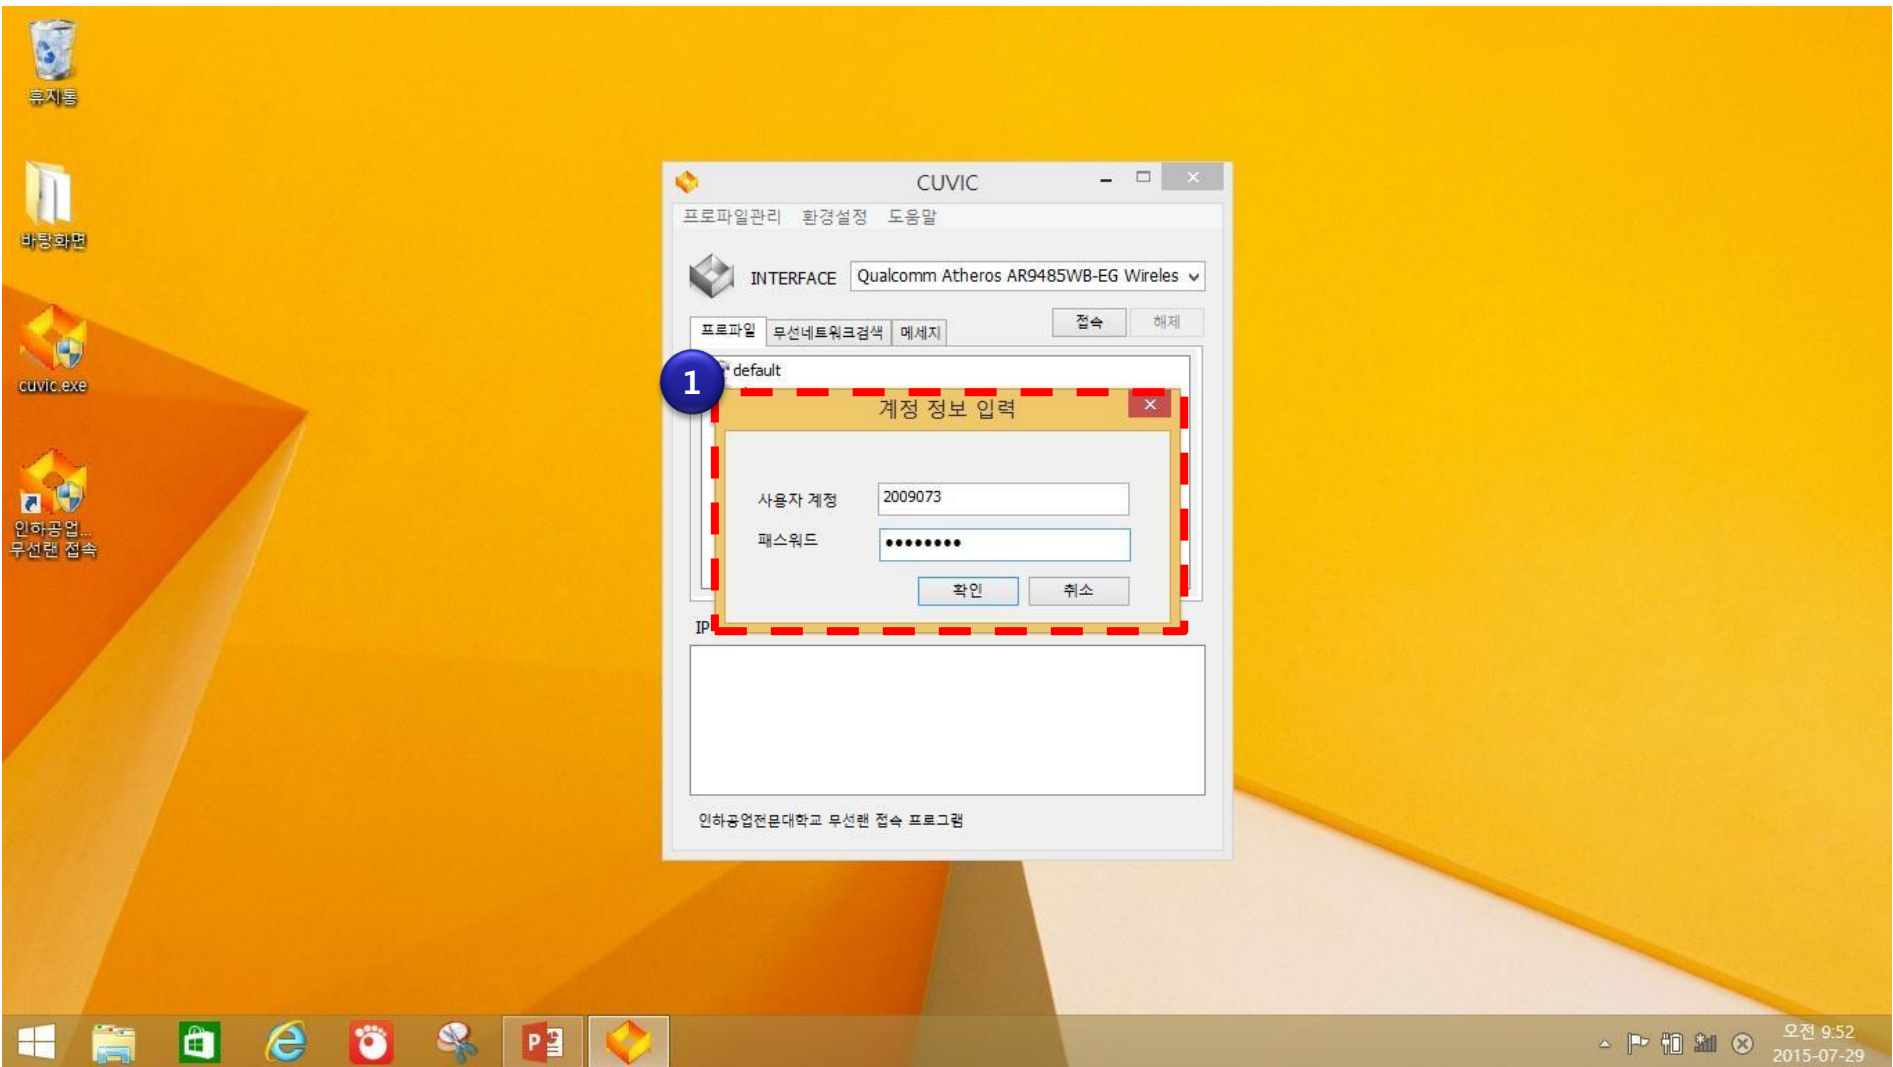 휴지통
바탕화면
cuvic.exe
인하공업...
무선랜 접속
CUVIC
프로파일관리 환경설정 도움말
INTERFACE Qualcomm Atheros AR9485WB-EG Wireles
접속 해제
프로파일 무선네트워크검색 메세지
default
1
계정 정보 입력
사용자 계정 2009073
패스워드 ••••••••
확인 취소
IP
인하공업전문대학교 무선랜 접속 프로그램
오전 9:52
2015-07-29